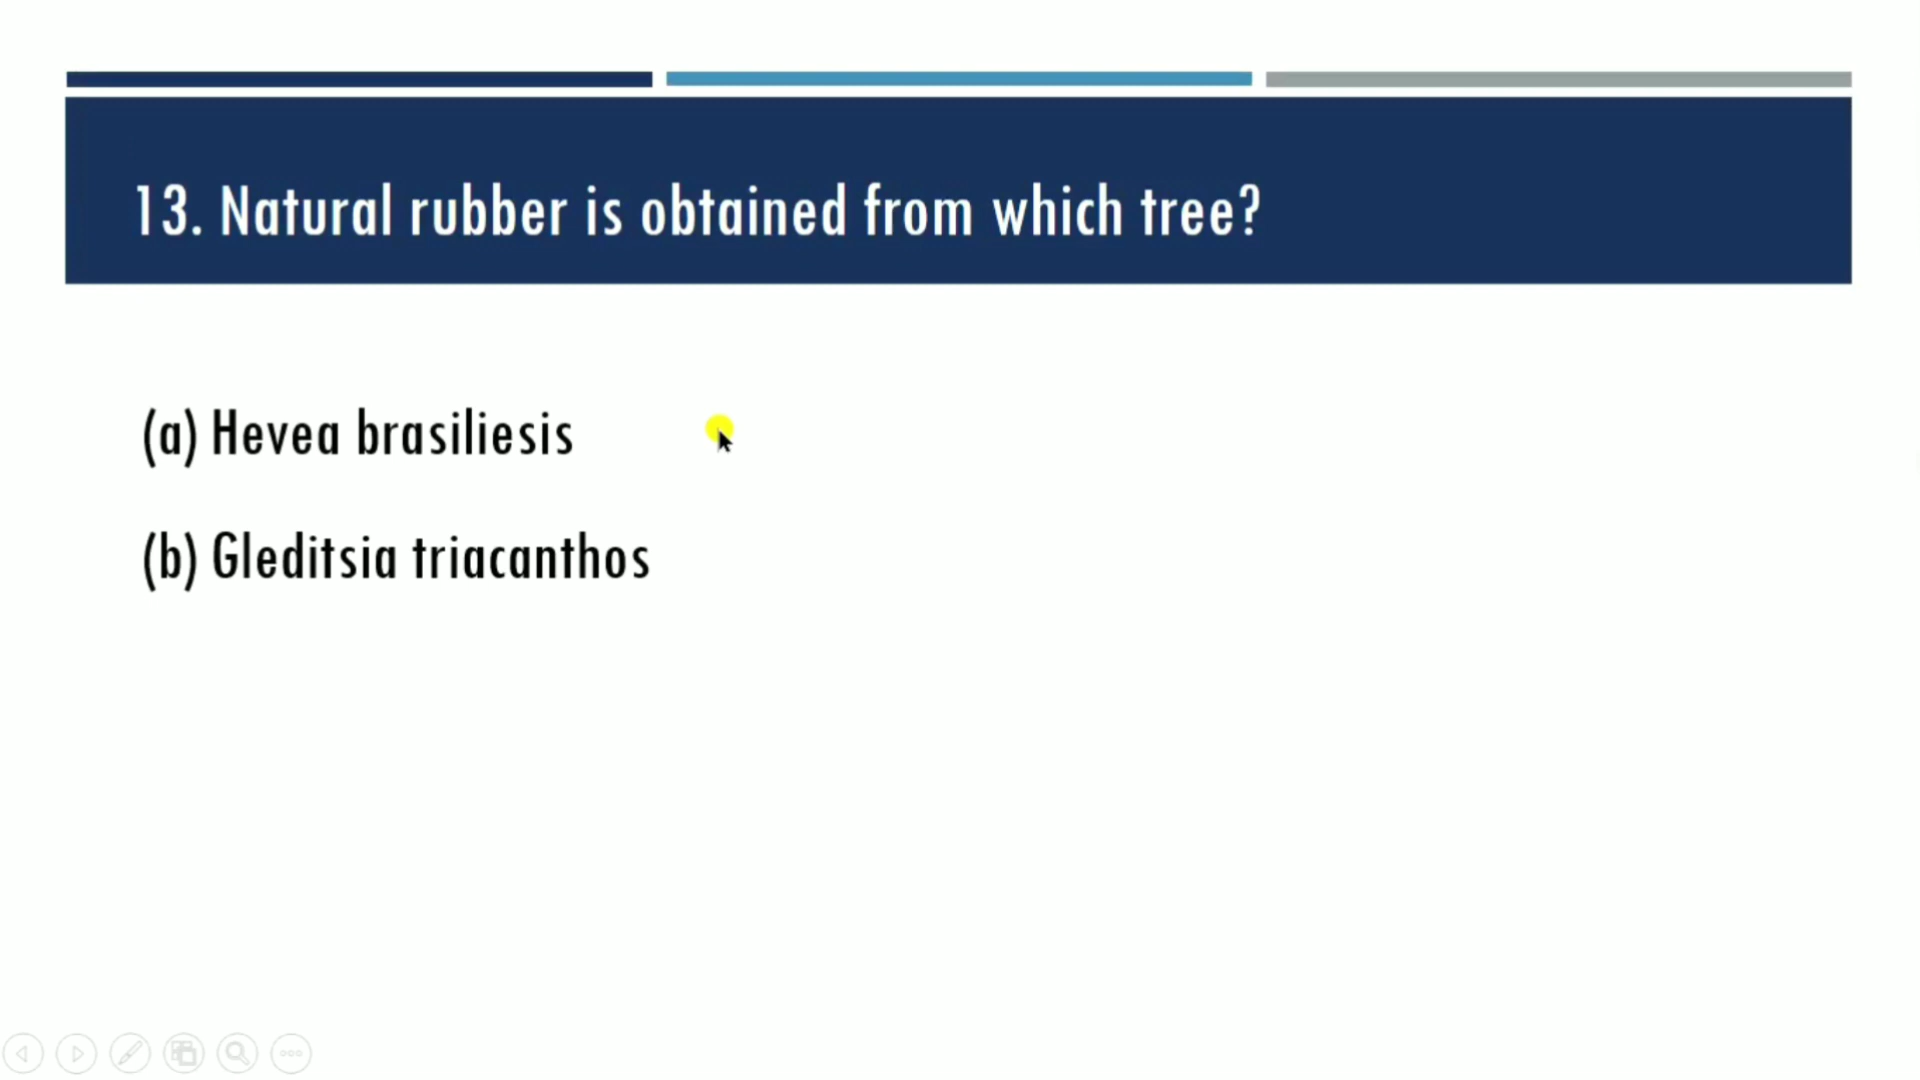 13. Natural rubber is obtained from which tree?
(a) Hevea brasiliesis
(b) Gleditsia triacanthos